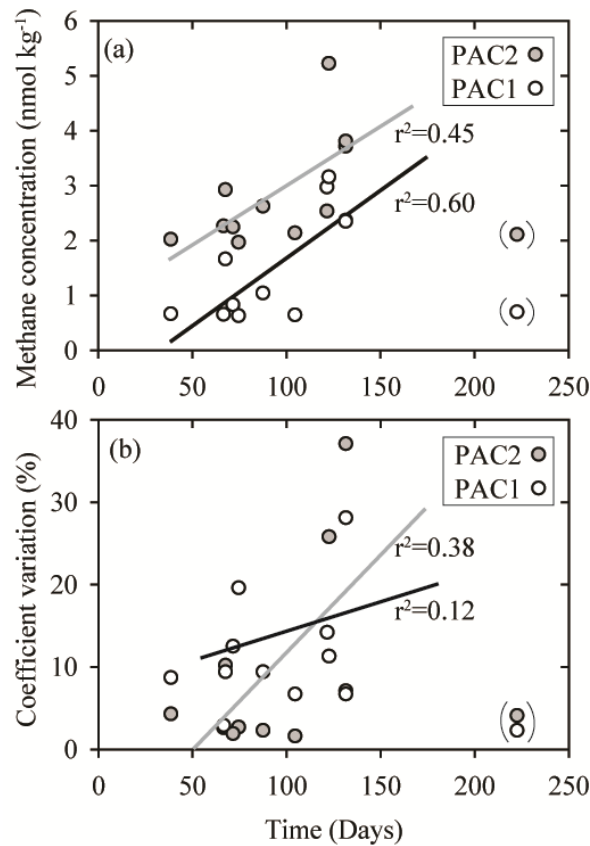 (a)
PAC2
PAC1
Methane concentration (nmol kg⁻¹)
6
5
4
3
2
1
0
r²=0.45
r²=0.60
( )
( )
0 50 100 150 200 250
(b)
PAC2
PAC1
Coefficient variation (%)
40
30
20
10
0
r²=0.38
r²=0.12
( )
0 50 100 150 200 250
Time (Days)